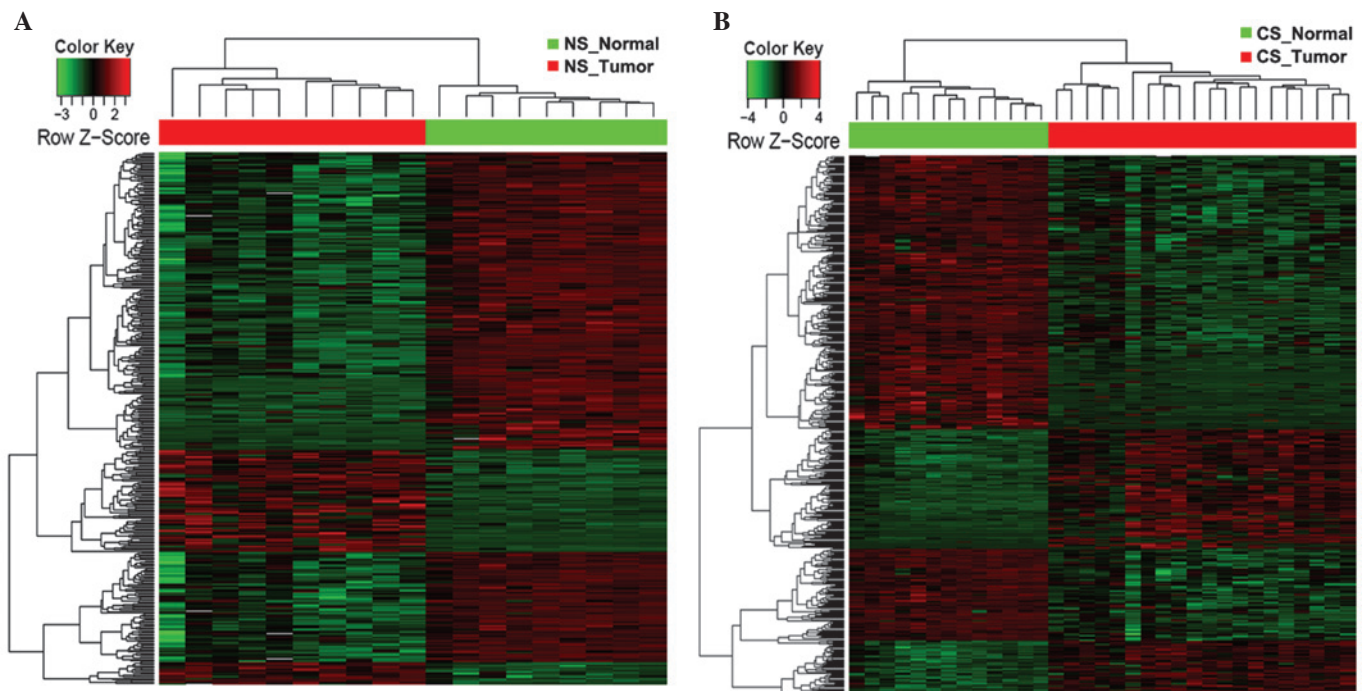 A
Color Key
-3 0 2
Row Z-Score
NS_Normal
NS_Tumor
B
Color Key
-4 0 4
Row Z-Score
CS_Normal
CS_Tumor